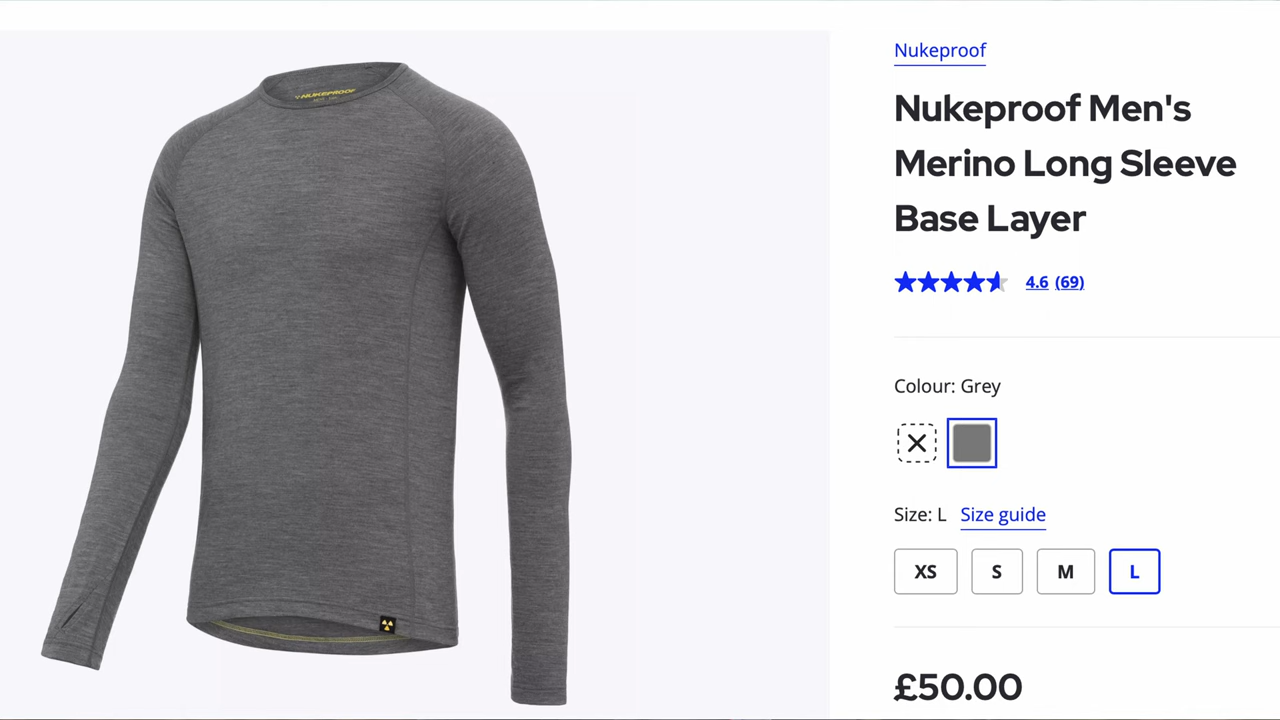 NUKEPROOF
Nukeproof
Nukeproof Men's
Merino Long Sleeve
Base Layer
4.6 (69)
Colour: Grey
Size: L Size guide
XS S M L
£50.00